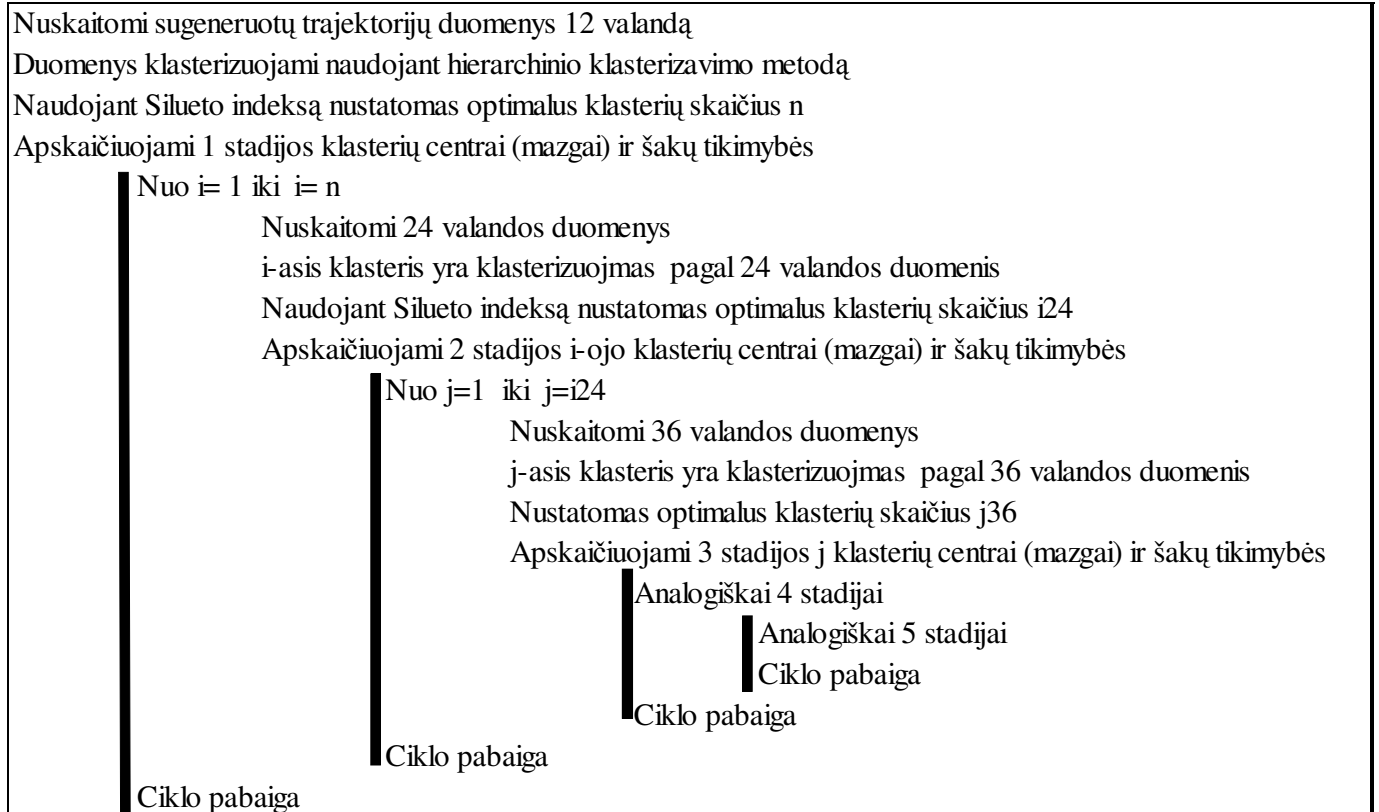 Nuskaitomi sugeneruotų trajektorijų duomenys 12 valandą
Duomenys klasterizuojami naudojant hierarchinio klasterizavimo metodą
Naudojant Silueto indeksą nustatomas optimalus klasterių skaičius n
Apskaičiuojami 1 stadijos klasterių centrai (mazgai) ir šakų tikimybės
Nuo i= 1 iki i= n
Nuskaitomi 24 valandos duomenys
i-asis klasteris yra klasterizuojmas pagal 24 valandos duomenis
Naudojant Silueto indeksą nustatomas optimalus klasterių skaičius i24
Apskaičiuojami 2 stadijos i-ojo klasterių centrai (mazgai) ir šakų tikimybės
Nuo j=1 iki j=i24
Nuskaitomi 36 valandos duomenys
j-asis klasteris yra klasterizuojmas pagal 36 valandos duomenis
Nustatomas optimalus klasterių skaičius j36
Apskaičiuojami 3 stadijos j klasterių centrai (mazgai) ir šakų tikimybės
Analogiškai 4 stadijai
Analogiškai 5 stadijai
Ciklo pabaiga
Ciklo pabaiga
Ciklo pabaiga
Ciklo pabaiga